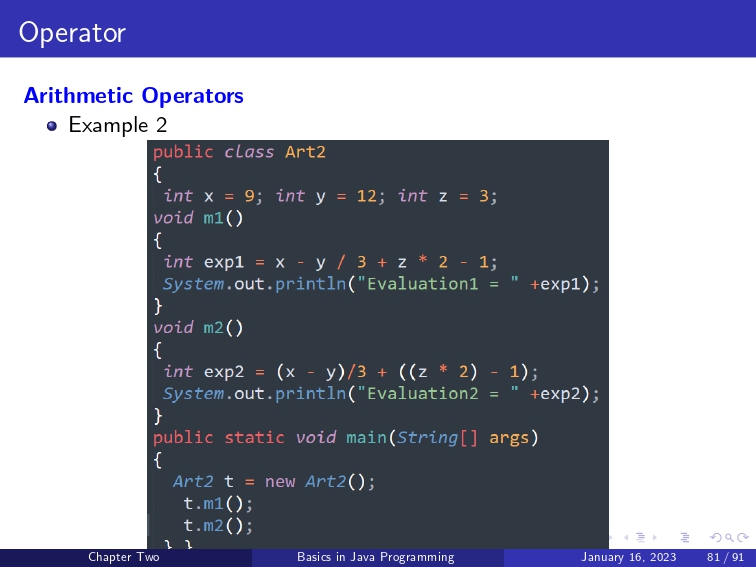 Operator
Arithmetic Operators
Example 2
public class Art2
{
int x = 9; int y = 12; int z = 3;
void m1()
{
int exp1 = x - y / 3 + z * 2 - 1;
System.out.println("Evaluation1 = " +exp1);
}
void m2()
{
int exp2 = (x - y)/3 + ((z * 2) - 1);
System.out.println("Evaluation2 = " +exp2);
}
public static void main(String[] args)
{
Art2 t = new Art2();
t.m1();
t.m2();
} }
Chapter Two Basics in Java Programming January 16, 2023 81 / 91